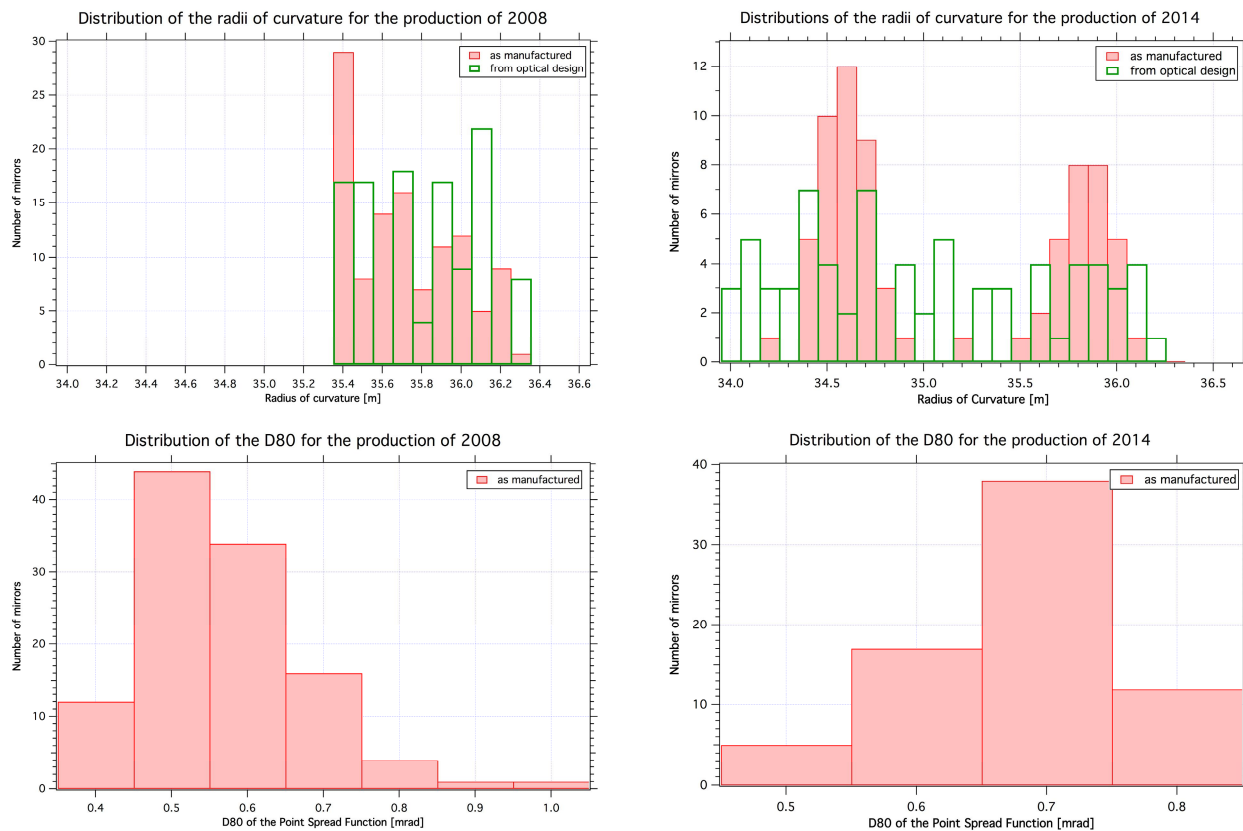 Distribution of the radii of curvature for the production of 2008
30
25
20
15
10
5
0
Number of mirrors
as manufactured
from optical design
34.0 34.2 34.4 34.6 34.8 35.0 35.2 35.4 35.6 35.8 36.0 36.2 36.4 36.6
Radius of curvature [m]
Distributions of the radii of curvature for the production of 2014
12
10
8
6
4
2
0
Number of mirrors
as manufactured
from optical design
34.0 34.5 35.0 35.5 36.0 36.5
Radius of Curvature [m]
Distribution of the D80 for the production of 2008
40
30
20
10
0
Number of mirrors
as manufactured
0.4 0.5 0.6 0.7 0.8 0.9 1.0
D80 of the Point Spread Function [mrad]
Distribution of the D80 for the production of 2014
40
30
20
10
0
Number of mirrors
as manufactured
0.5 0.6 0.7 0.8
D80 of the Point Spread Function [mrad]